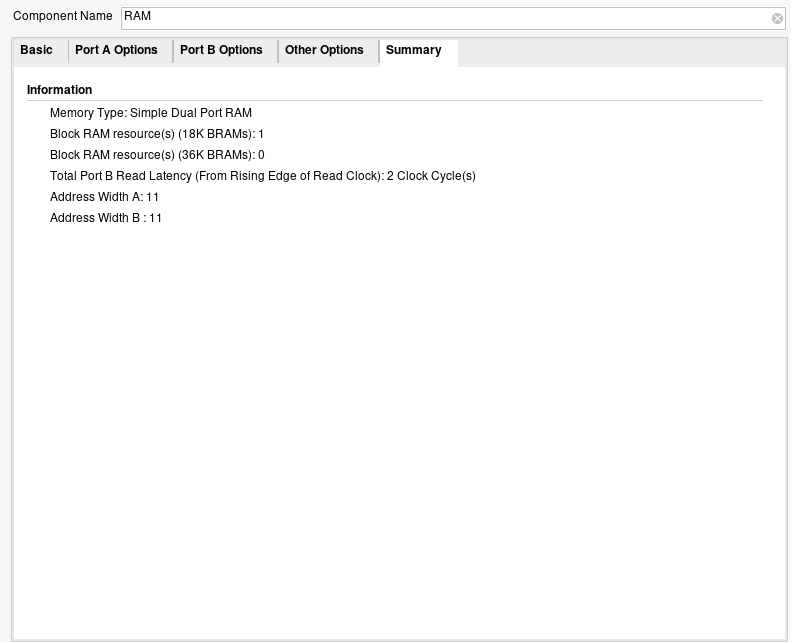 Component Name RAM
Basic Port A Options Port B Options Other Options Summary
Information
Memory Type: Simple Dual Port RAM
Block RAM resource(s) (18K BRAMs): 1
Block RAM resource(s) (36K BRAMs): 0
Total Port B Read Latency (From Rising Edge of Read Clock): 2 Clock Cycle(s)
Address Width A: 11
Address Width B : 11